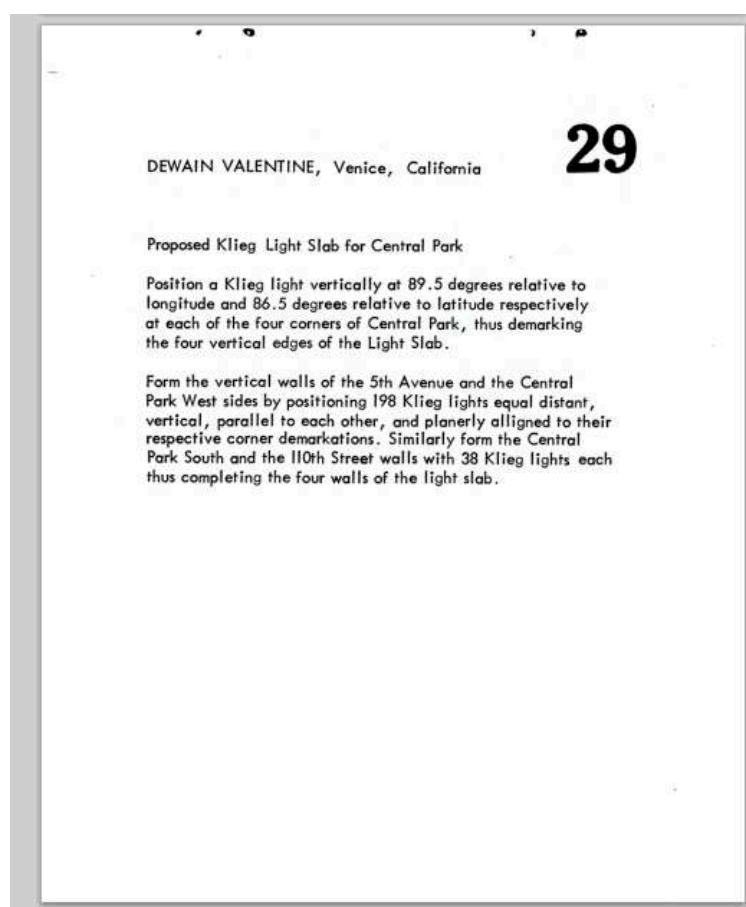 29
DEWAIN VALENTINE, Venice, California
Proposed Klieg Light Slab for Central Park
Position a Klieg light vertically at 89.5 degrees relative to
longitude and 86.5 degrees relative to latitude respectively
at each of the four corners of Central Park, thus demarking
the four vertical edges of the Light Slab.
Form the vertical walls of the 5th Avenue and the Central
Park West sides by positioning 198 Klieg lights equal distant,
vertical, parallel to each other, and planerly alligned to their
respective corner demarkations. Similarly form the Central
Park South and the 110th Street walls with 38 Klieg lights each
thus completing the four walls of the light slab.